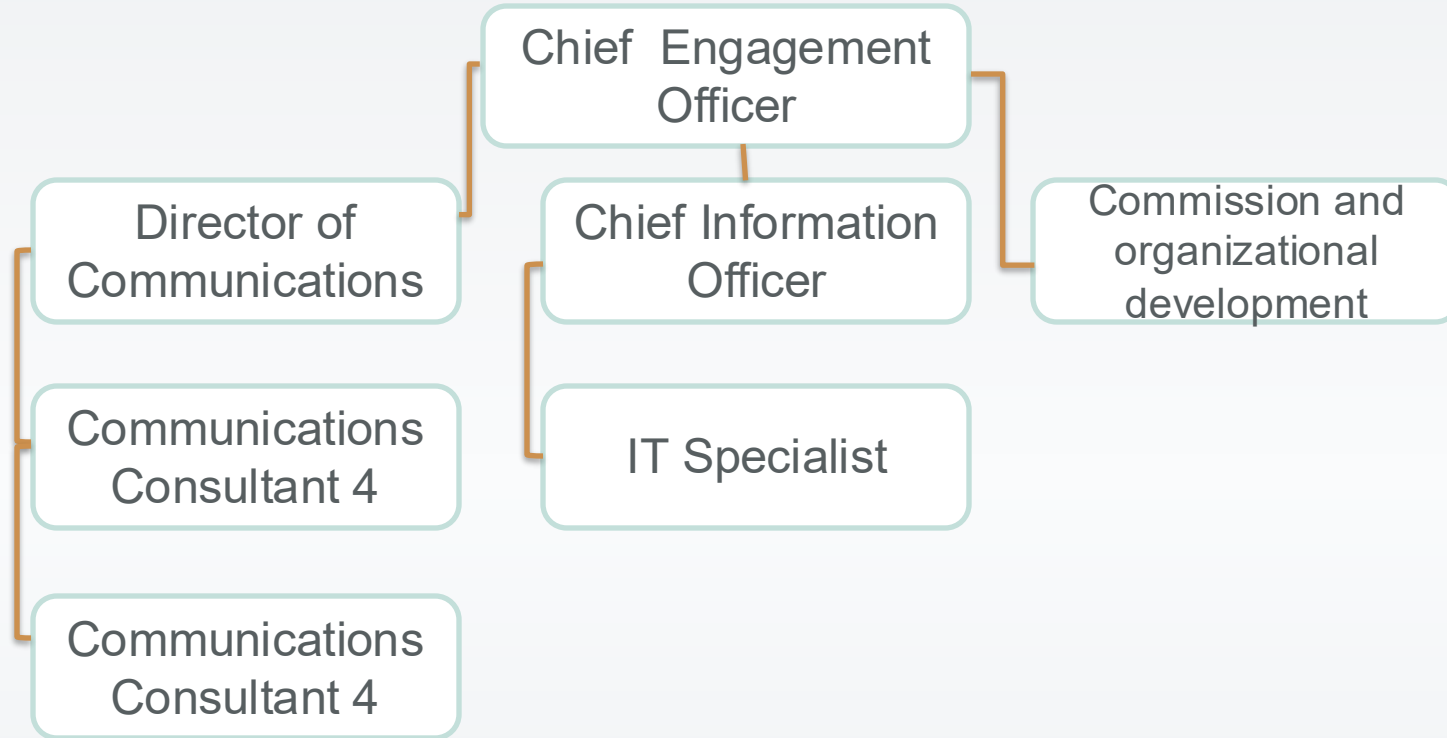 Chief  Engagement
Officer
Director of
Communications
Chief Information
Officer
Commission and
organizational
development
Communications
Consultant 4
IT Specialist
Communications
Consultant 4